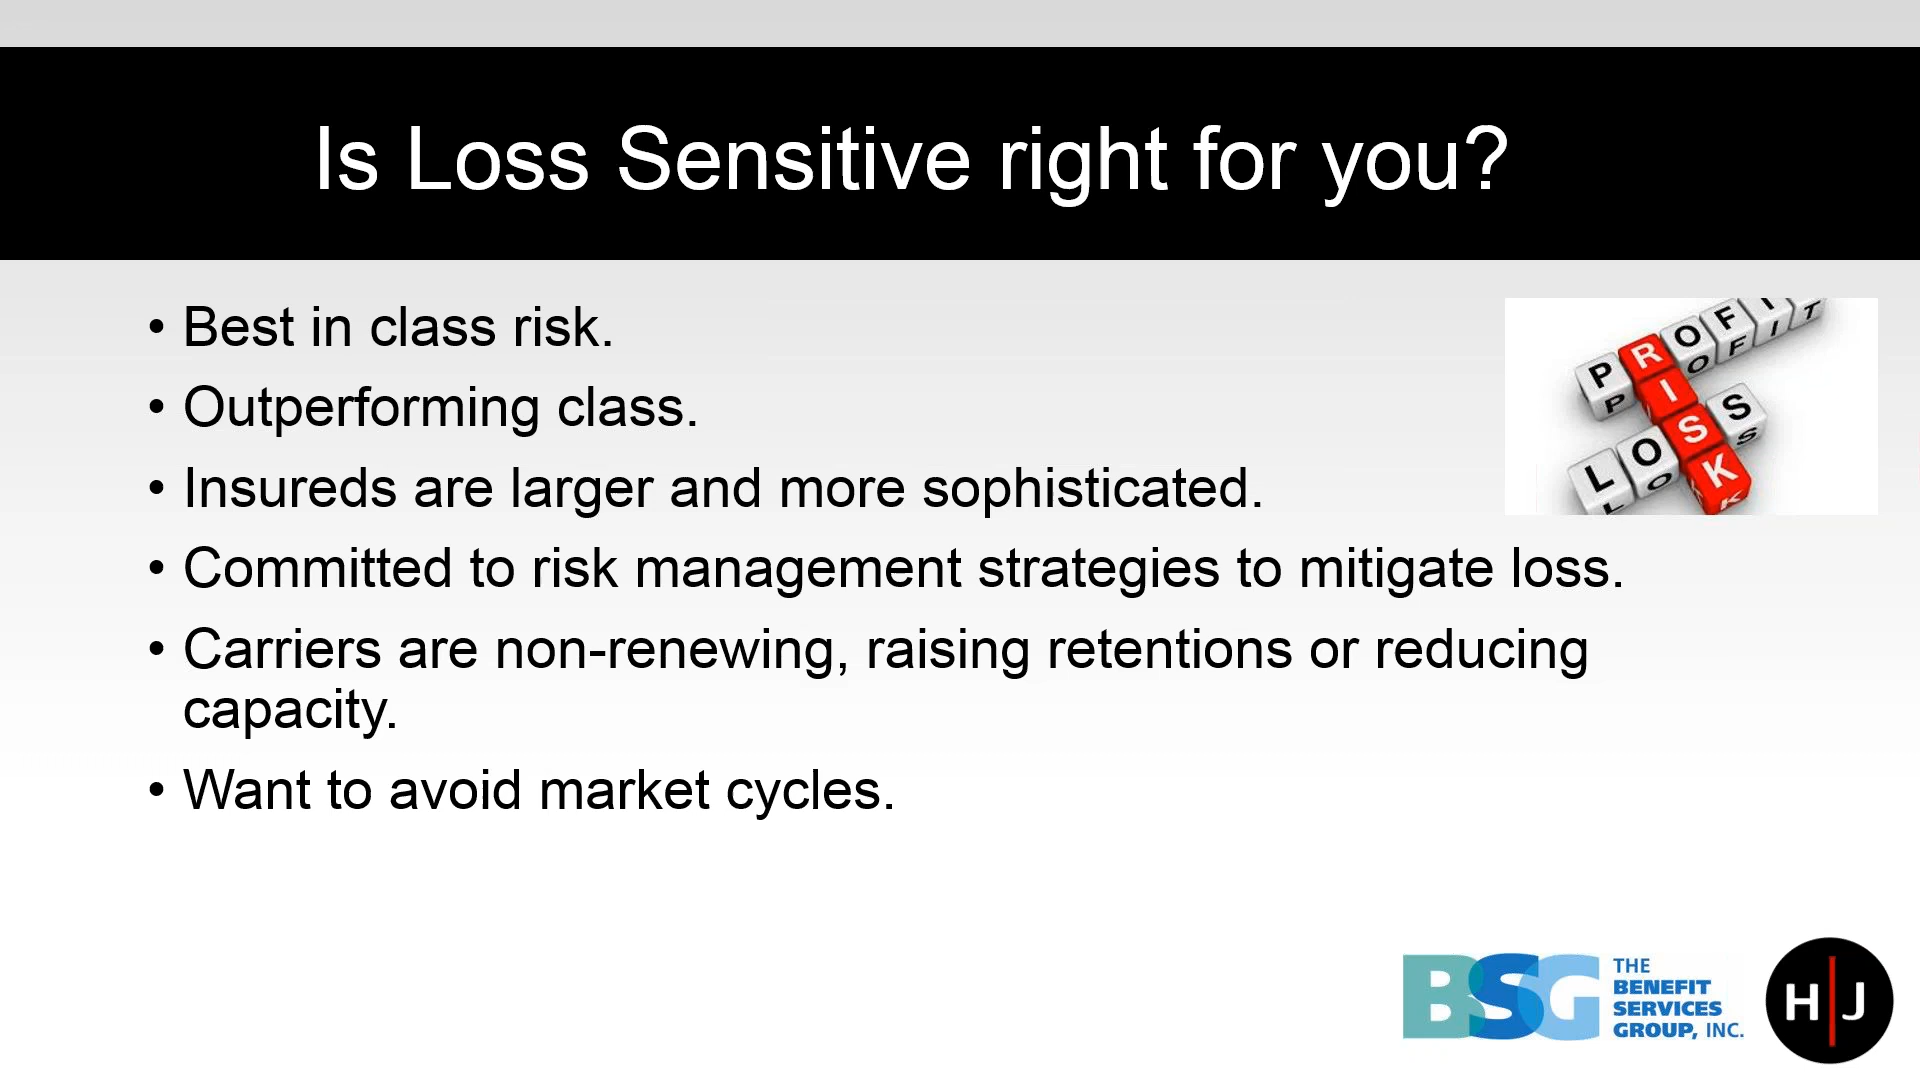 Is Loss Sensitive right for you?
• Best in class risk.
• Outperforming class.
• Insureds are larger and more sophisticated.
• Committed to risk management strategies to mitigate loss.
• Carriers are non-renewing, raising retentions or reducing
capacity.
• Want to avoid market cycles.
PROFIT
RISK
LOSS
BSG
THE
BENEFIT
SERVICES
GROUP, INC.
H|J